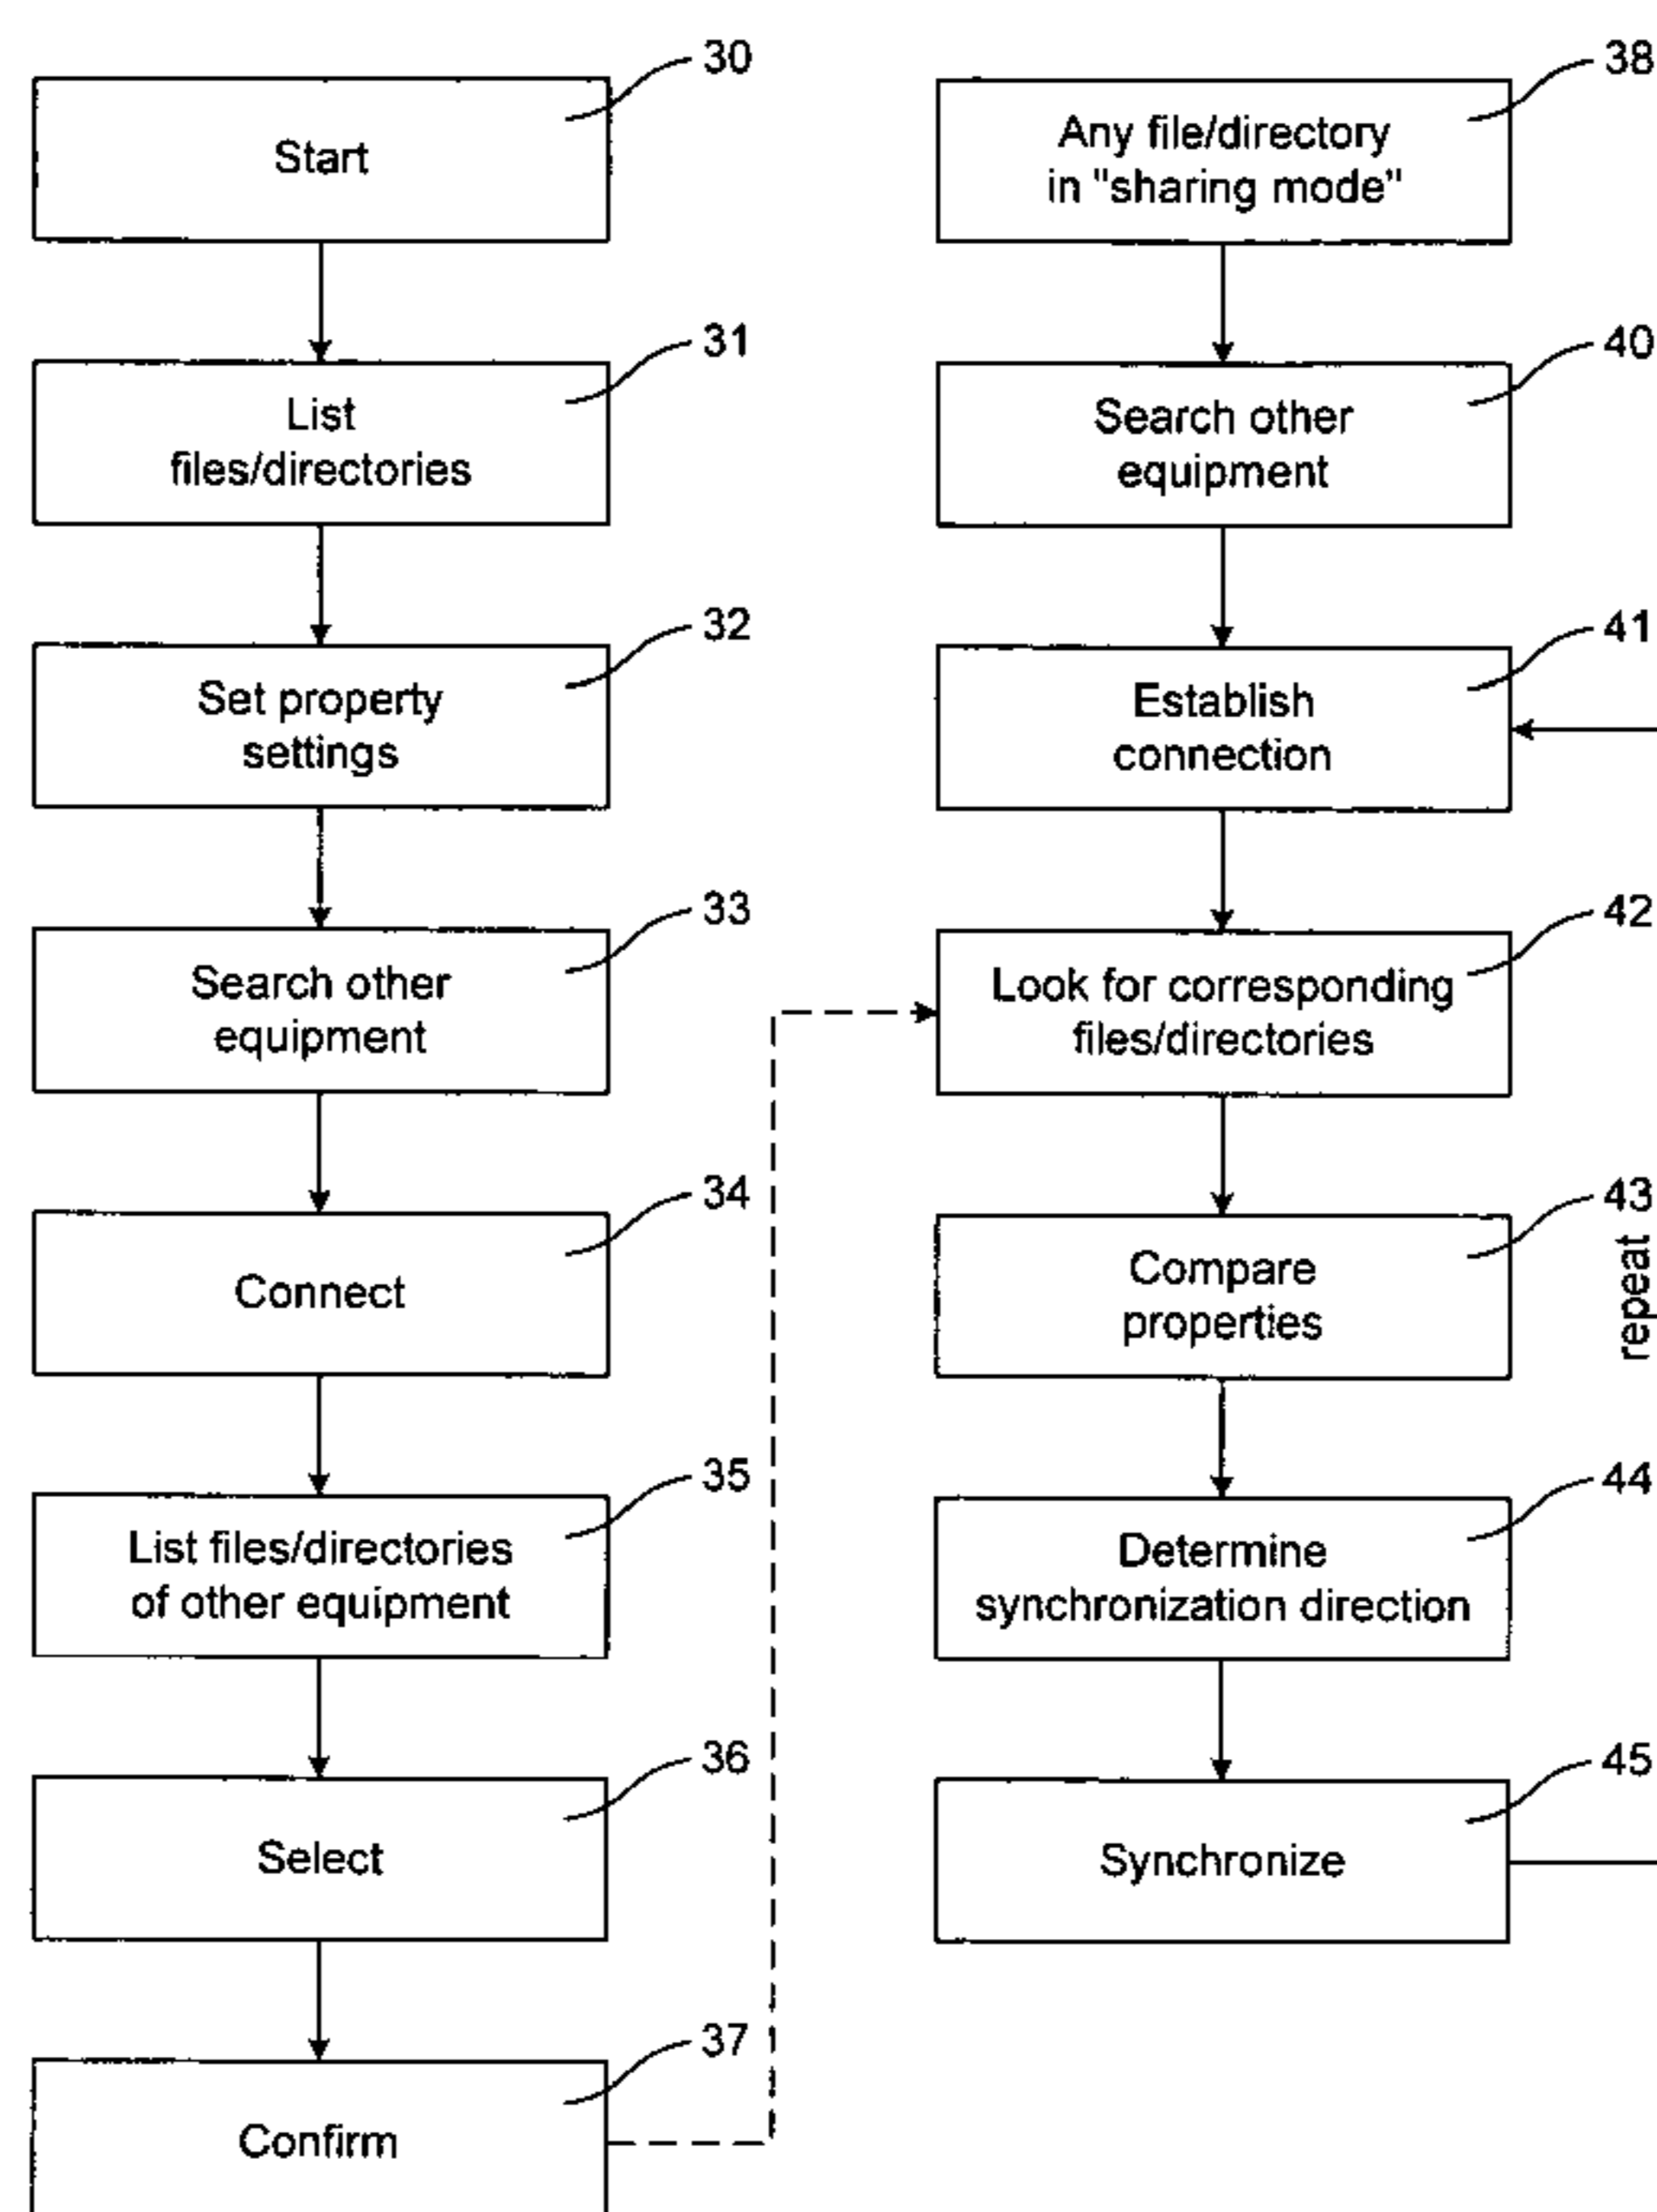 30
Start
31
List
files/directories
32
Set property
settings
33
Search other
equipment
34
Connect
35
List files/directories
of other equipment
36
Select
37
Confirm
38
Any file/directory
in "sharing mode"
40
Search other
equipment
41
Establish
connection
42
Look for corresponding
files/directories
43
Compare
properties
repeat
44
Determine
synchronization direction
45
Synchronize